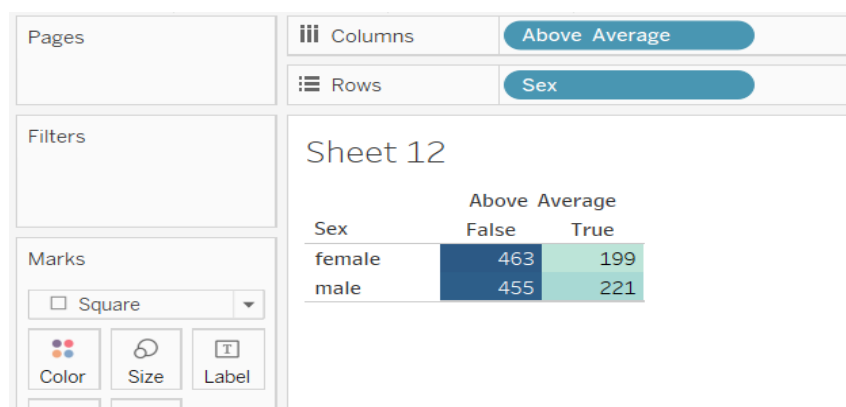 Pages
Columns
Above Average
Rows
Sex
Filters
Sheet 12
Above Average
Sex False True
female 463 199
male 455 221
Marks
Square
Color Size T Label